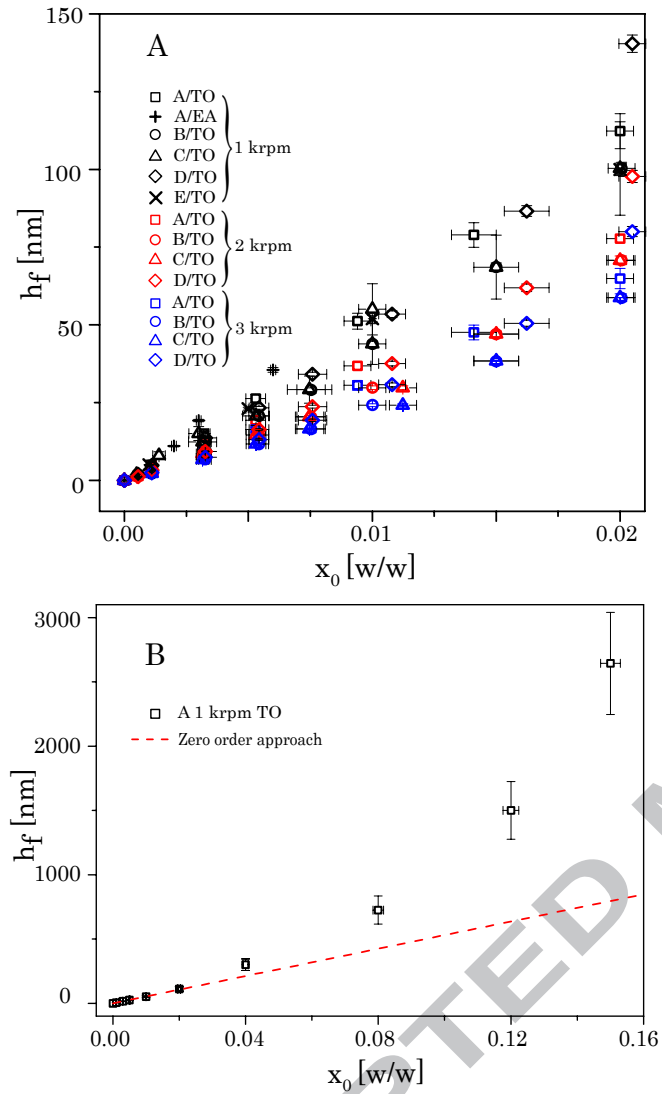 A
150
100
50
0
h_f [nm]
A/TO
A/EA
B/TO
C/TO
D/TO
E/TO
1 krpm
A/TO
B/TO
C/TO
D/TO
2 krpm
A/TO
B/TO
C/TO
D/TO
3 krpm
0.00
0.01
0.02
x_0 [w/w]
B
3000
2000
1000
0
h_f [nm]
A 1 krpm TO
Zero order approach
0.00
0.04
0.08
0.12
0.16
x_0 [w/w]
PTED